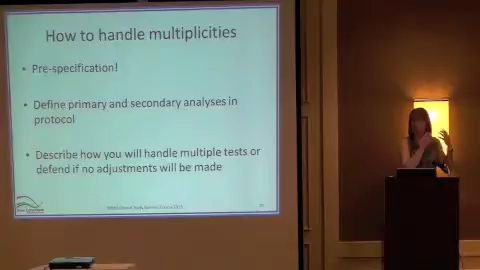 How to handle multiplicities
• Pre-specification!
• Define primary and secondary analyses in
protocol
• Describe how you will handle multiple tests or
defend if no adjustments will be made